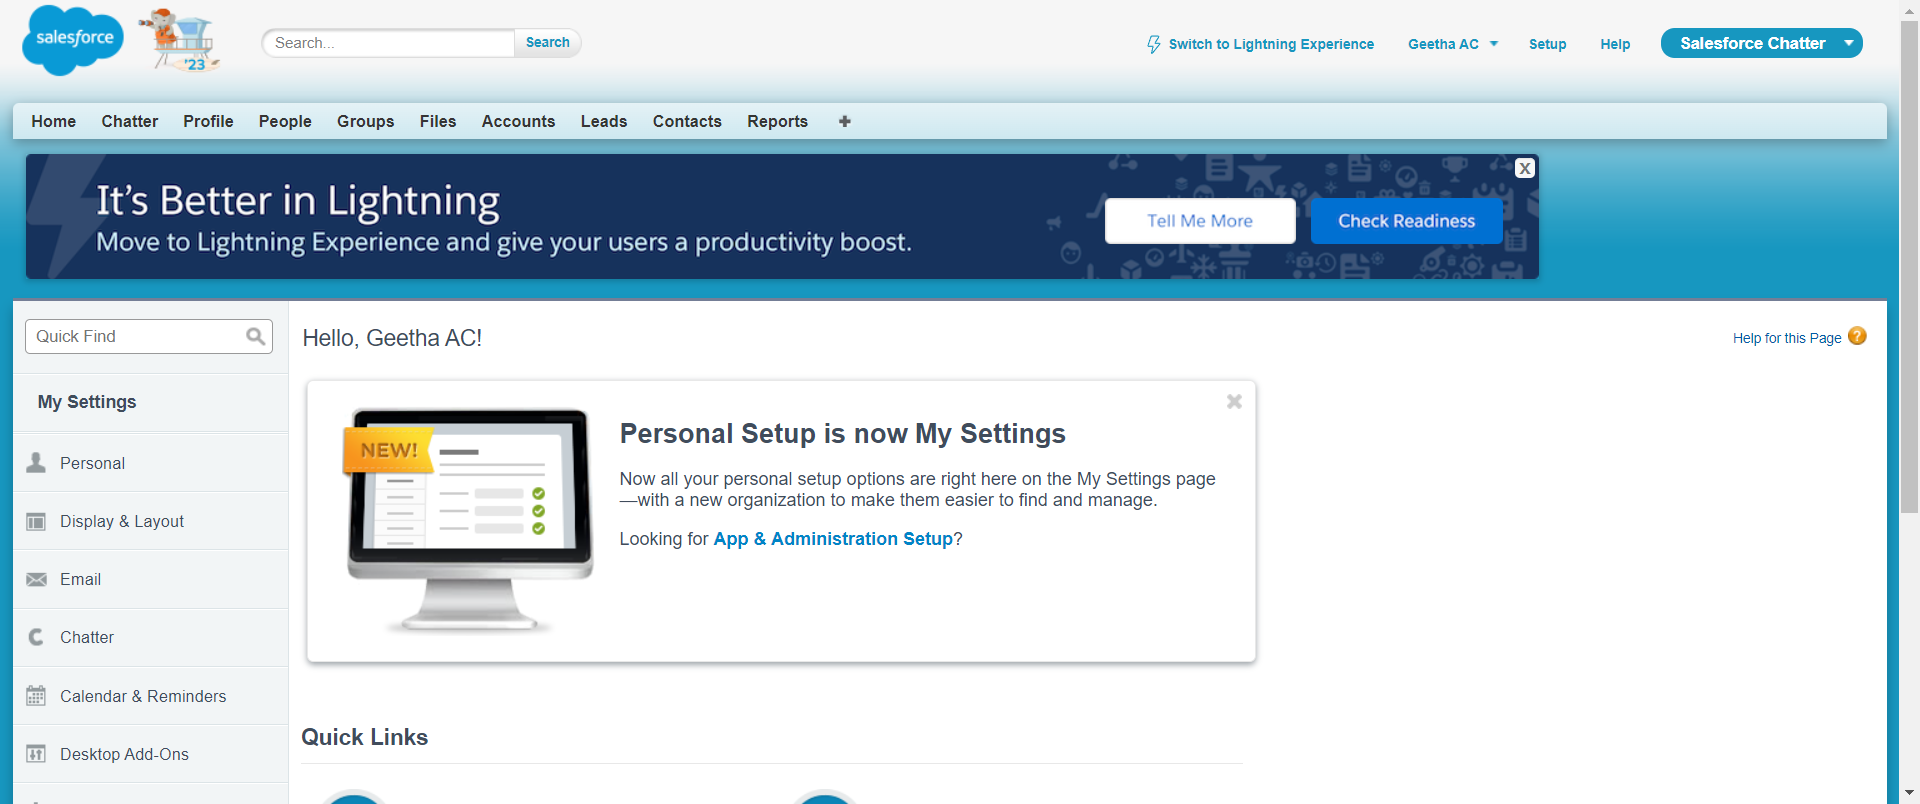 salesforce
'23
Search...
Search
Switch to Lightning Experience
Geetha AC
Setup
Help
Salesforce Chatter
Home
Chatter
Profile
People
Groups
Files
Accounts
Leads
Contacts
Reports
It's Better in Lightning
Move to Lightning Experience and give your users a productivity boost.
Tell Me More
Check Readiness
X
Quick Find
My Settings
Personal
Display & Layout
Email
Chatter
Calendar & Reminders
Desktop Add-Ons
Hello, Geetha AC!
Help for this Page
?
NEW!
Personal Setup is now My Settings
Now all your personal setup options are right here on the My Settings page
—with a new organization to make them easier to find and manage.
Looking for App & Administration Setup?
Quick Links